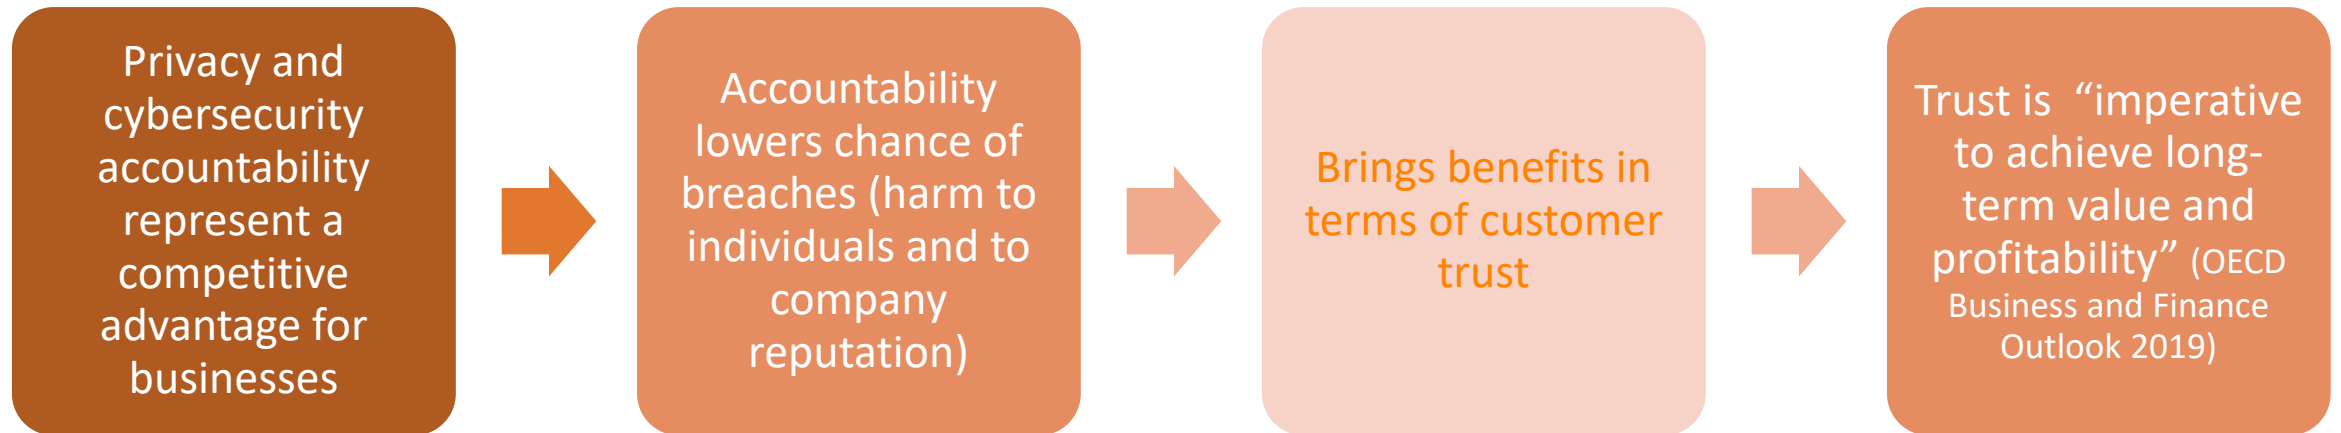 Privacy and
cybersecurity
accountability
represent a
competitive
advantage for
businesses
Accountability
lowers chance of
breaches (harm to
individuals and to
company
reputation)
Brings benefits in
terms of customer
trust
Trust is  “imperative
to achieve long-
term value and
profitability” (OECD
Business and Finance
Outlook 2019)